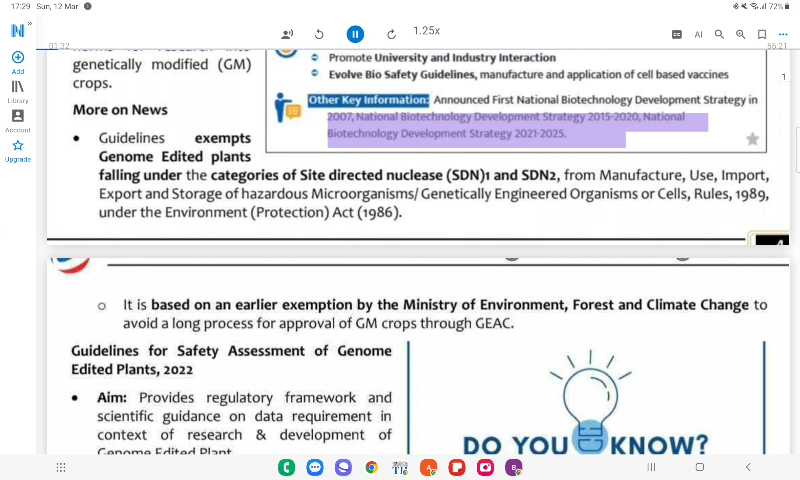 17:29 Sun, 12 Mar
72%
Add
Library
Account
Upgrade
1.25x
AI
01:32
55:21
1
genetically modified (GM)
crops.
More on News
• Guidelines exempts
Genome Edited plants
falling under the categories of Site directed nuclease (SDN)1 and SDN2, from Manufacture, Use, Import,
Export and Storage of hazardous Microorganisms/ Genetically Engineered Organisms or Cells, Rules, 1989,
under the Environment (Protection) Act (1986).
Promote University and Industry Interaction
Evolve Bio Safety Guidelines, manufacture and application of cell based vaccines
Other Key Information: Announced First National Biotechnology Development Strategy in
2007, National Biotechnology Development Strategy 2015-2020, National
Biotechnology Development Strategy 2021-2025.
o It is based on an earlier exemption by the Ministry of Environment, Forest and Climate Change to
avoid a long process for approval of GM crops through GEAC.
Guidelines for Safety Assessment of Genome
Edited Plants, 2022
• Aim: Provides regulatory framework and
scientific guidance on data requirement in
context of research & development of
Genome Edited Plant
DO YOU KNOW?